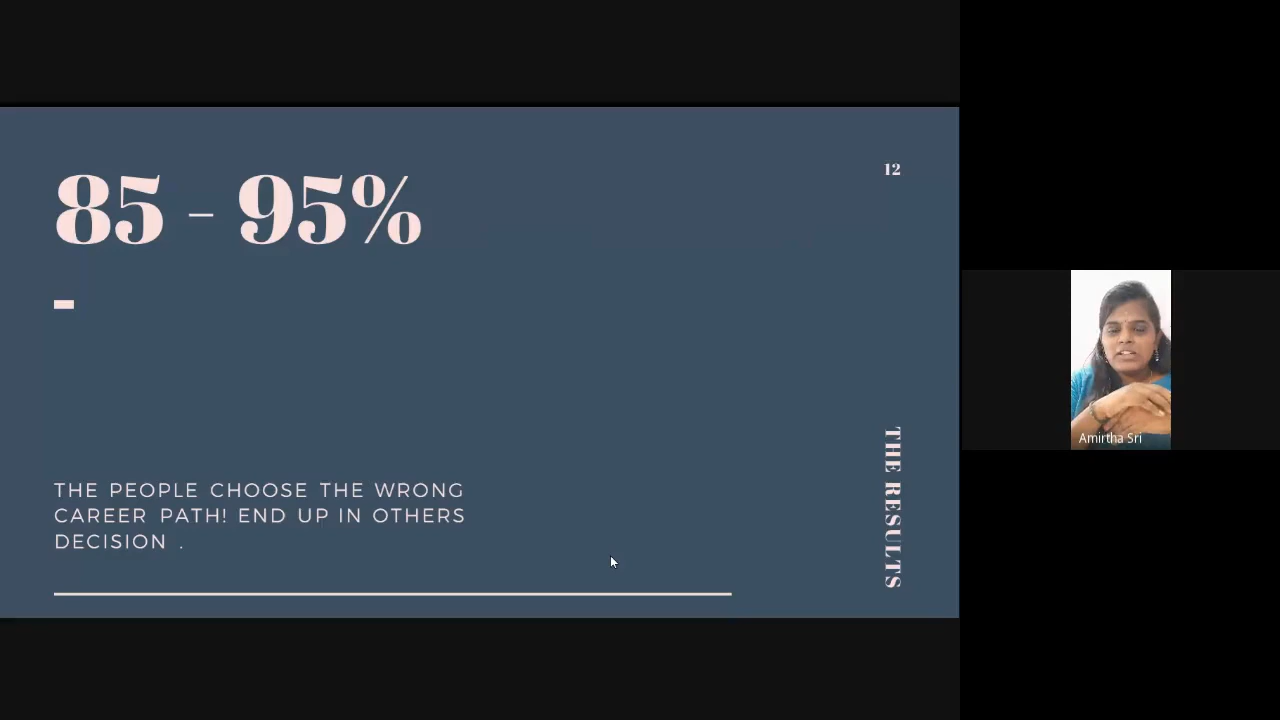 85 - 95%
12
THE PEOPLE CHOOSE THE WRONG
CAREER PATH! END UP IN OTHERS
DECISION .
THE RESULTS
Amirtha Sri